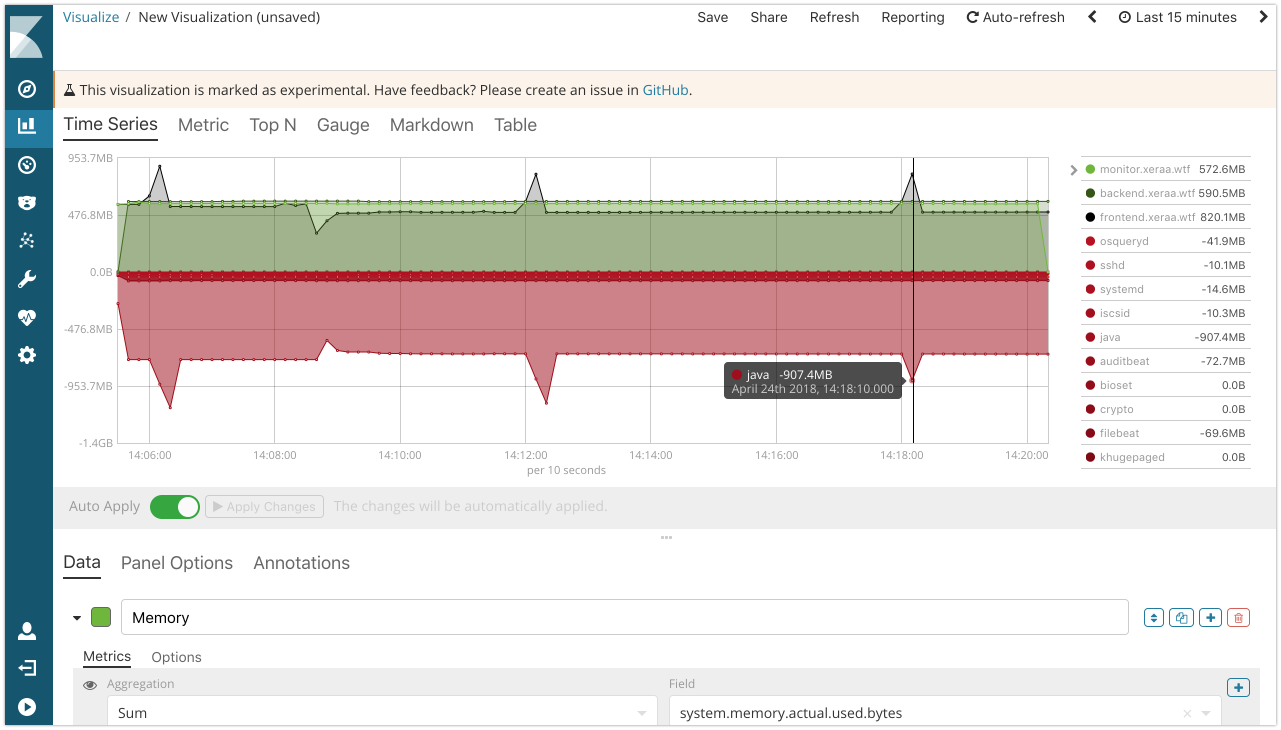 Visualize / New Visualization (unsaved) Save Share Refresh Reporting Auto-refresh Last 15 minutes
This visualization is marked as experimental. Have feedback? Please create an issue in GitHub.
Time Series Metric Top N Gauge Markdown Table
953.7MB
476.8MB
0.0B
-476.8MB
-953.7MB
-1.4GB
14:06:00 14:08:00 14:10:00 14:12:00 14:14:00 14:16:00 14:18:00 14:20:00
per 10 seconds
java -907.4MB
April 24th 2018, 14:18:10.000
monitor.xeraa.wtf 572.6MB
backend.xeraa.wtf 590.5MB
frontend.xeraa.wtf 820.1MB
osqueryd -41.9MB
sshd -10.1MB
systemd -14.6MB
iscsid -10.3MB
java -907.4MB
auditbeat -72.7MB
bioset 0.0B
crypto 0.0B
filebeat -69.6MB
khugepaged 0.0B
Auto Apply Apply Changes The changes will be automatically applied.
Data Panel Options Annotations
Memory
Metrics Options
Aggregation Field
Sum system.memory.actual.used.bytes